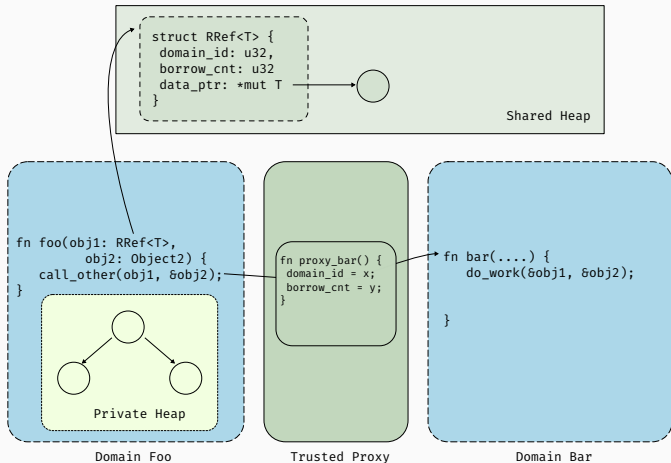 struct RRef<T> {
domain_id: u32,
borrow_cnt: u32
data_ptr: *mut T
}
Shared Heap
fn foo(obj1: RRef<T>,
obj2: Object2) {
call_other(obj1, &obj2);
}
Private Heap
Domain Foo
fn proxy_bar() {
domain_id = x;
borrow_cnt = y;
}
Trusted Proxy
fn bar(....) {
do_work(&obj1, &obj2);
}
Domain Bar